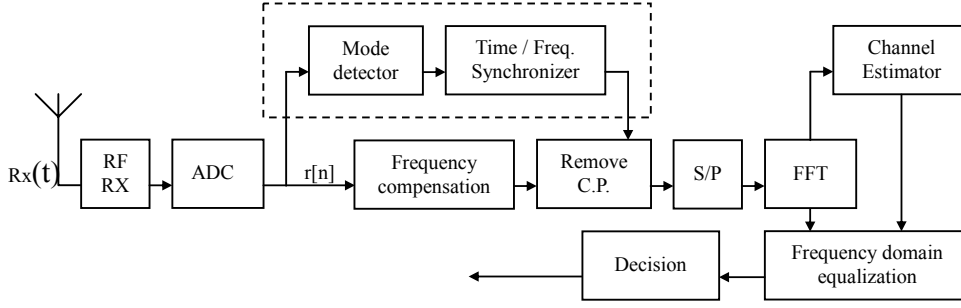 Mode
detector
Time / Freq.
Synchronizer
Channel
Estimator
Rx(t)
RF
RX
ADC
r[n]
Frequency
compensation
Remove
C.P.
S/P
FFT
Decision
Frequency domain
equalization